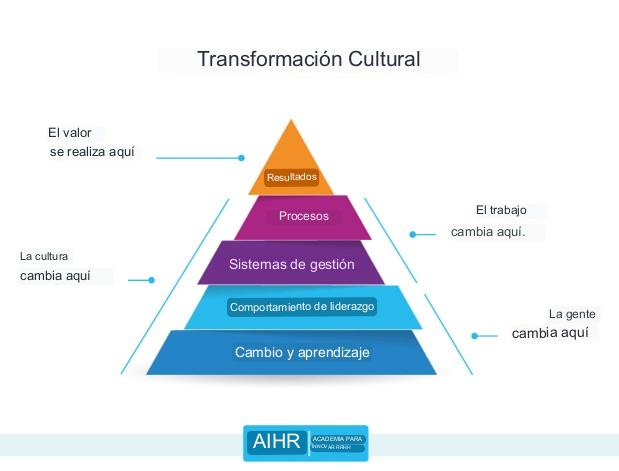 Transformación Cultural
El valor
se realiza aquí
Resultados
Procesos
El trabajo
cambia aquí.
Sistemas de gestión
La cultura
cambia aquí
Comportamiento de liderazgo
La gente
cambia aquí
Cambio y aprendizaje
AIHR
ACADEMIA PARA